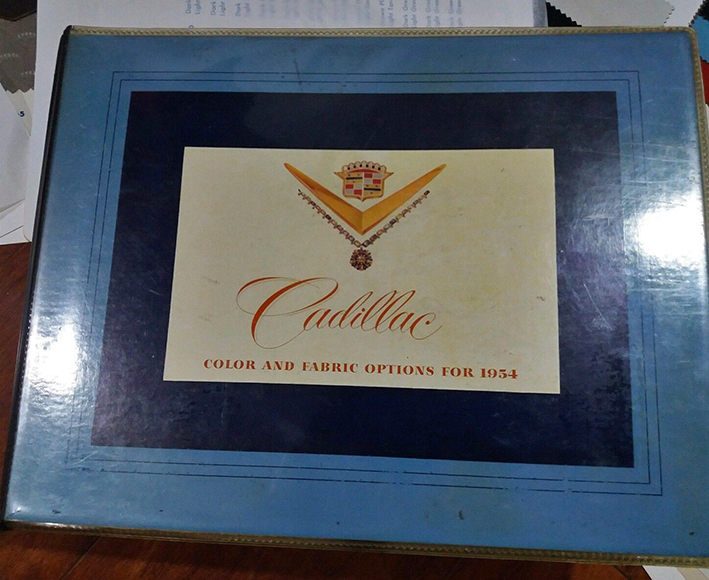 Cadillac
COLOR AND FABRIC OPTIONS FOR 1954